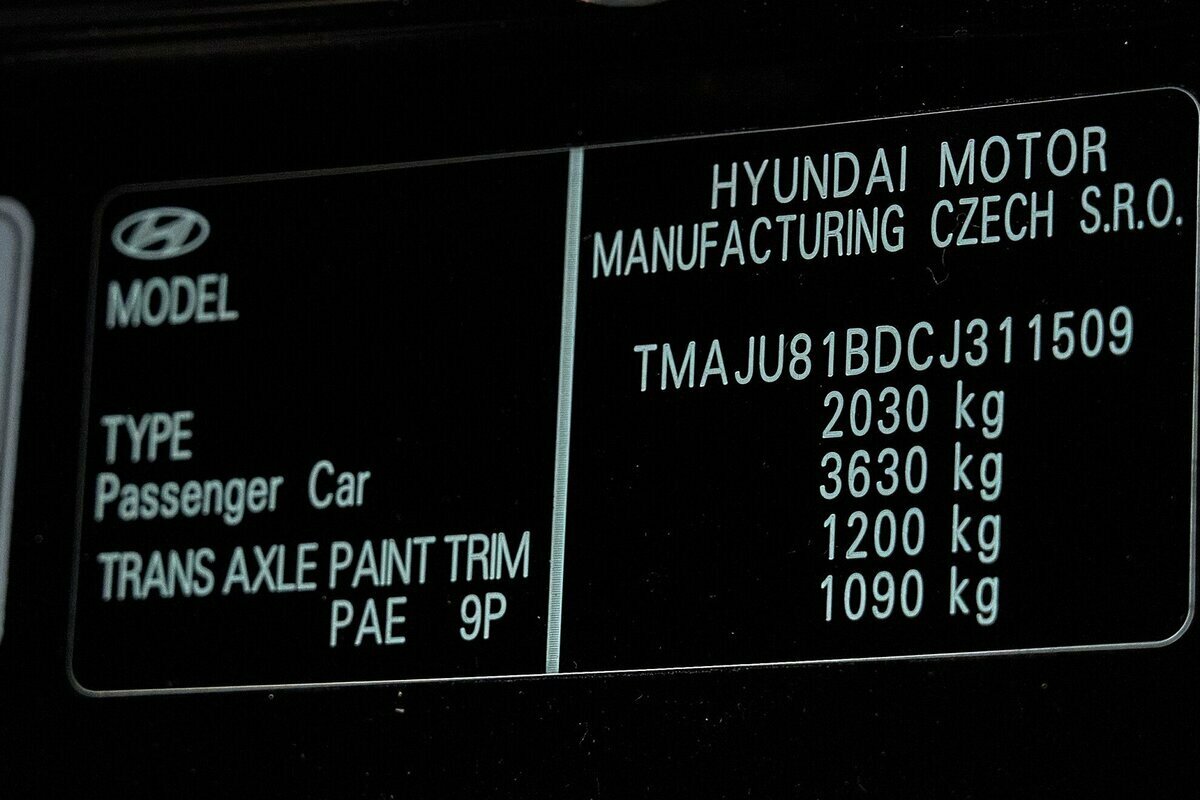 MODEL
TYPE
Passenger Car
TRANS AXLE PAINT TRIM
PAE 9P
HYUNDAI MOTOR
MANUFACTURING CZECH S.R.O.
TMAJU81BDCJ311509
2030 kg
3630 kg
1200 kg
1090 kg